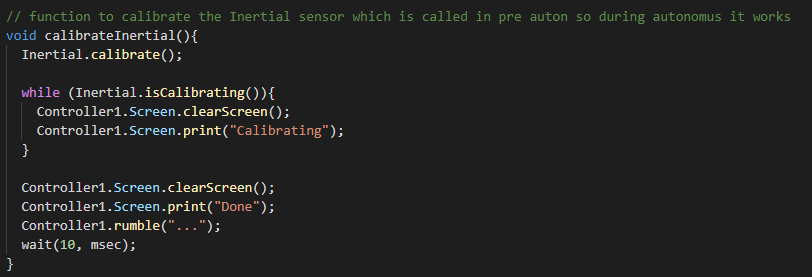 // function to calibrate the Inertial sensor which is called in pre auton so during autonomus it works
void calibrateInertial(){
  Inertial.calibrate();

  while (Inertial.isCalibrating()){
    Controller1.Screen.clearScreen();
    Controller1.Screen.print("Calibrating");
  }

  Controller1.Screen.clearScreen();
  Controller1.Screen.print("Done");
  Controller1.rumble("...");
  wait(10, msec);
}